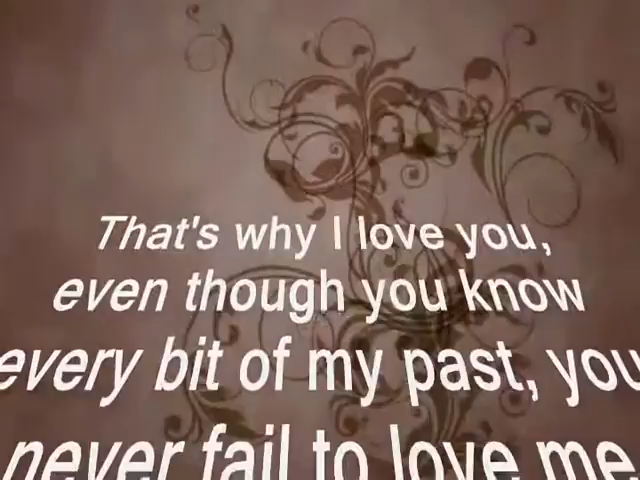 That's why I love you,
even though you know
every bit of my past, you
never fail to love me